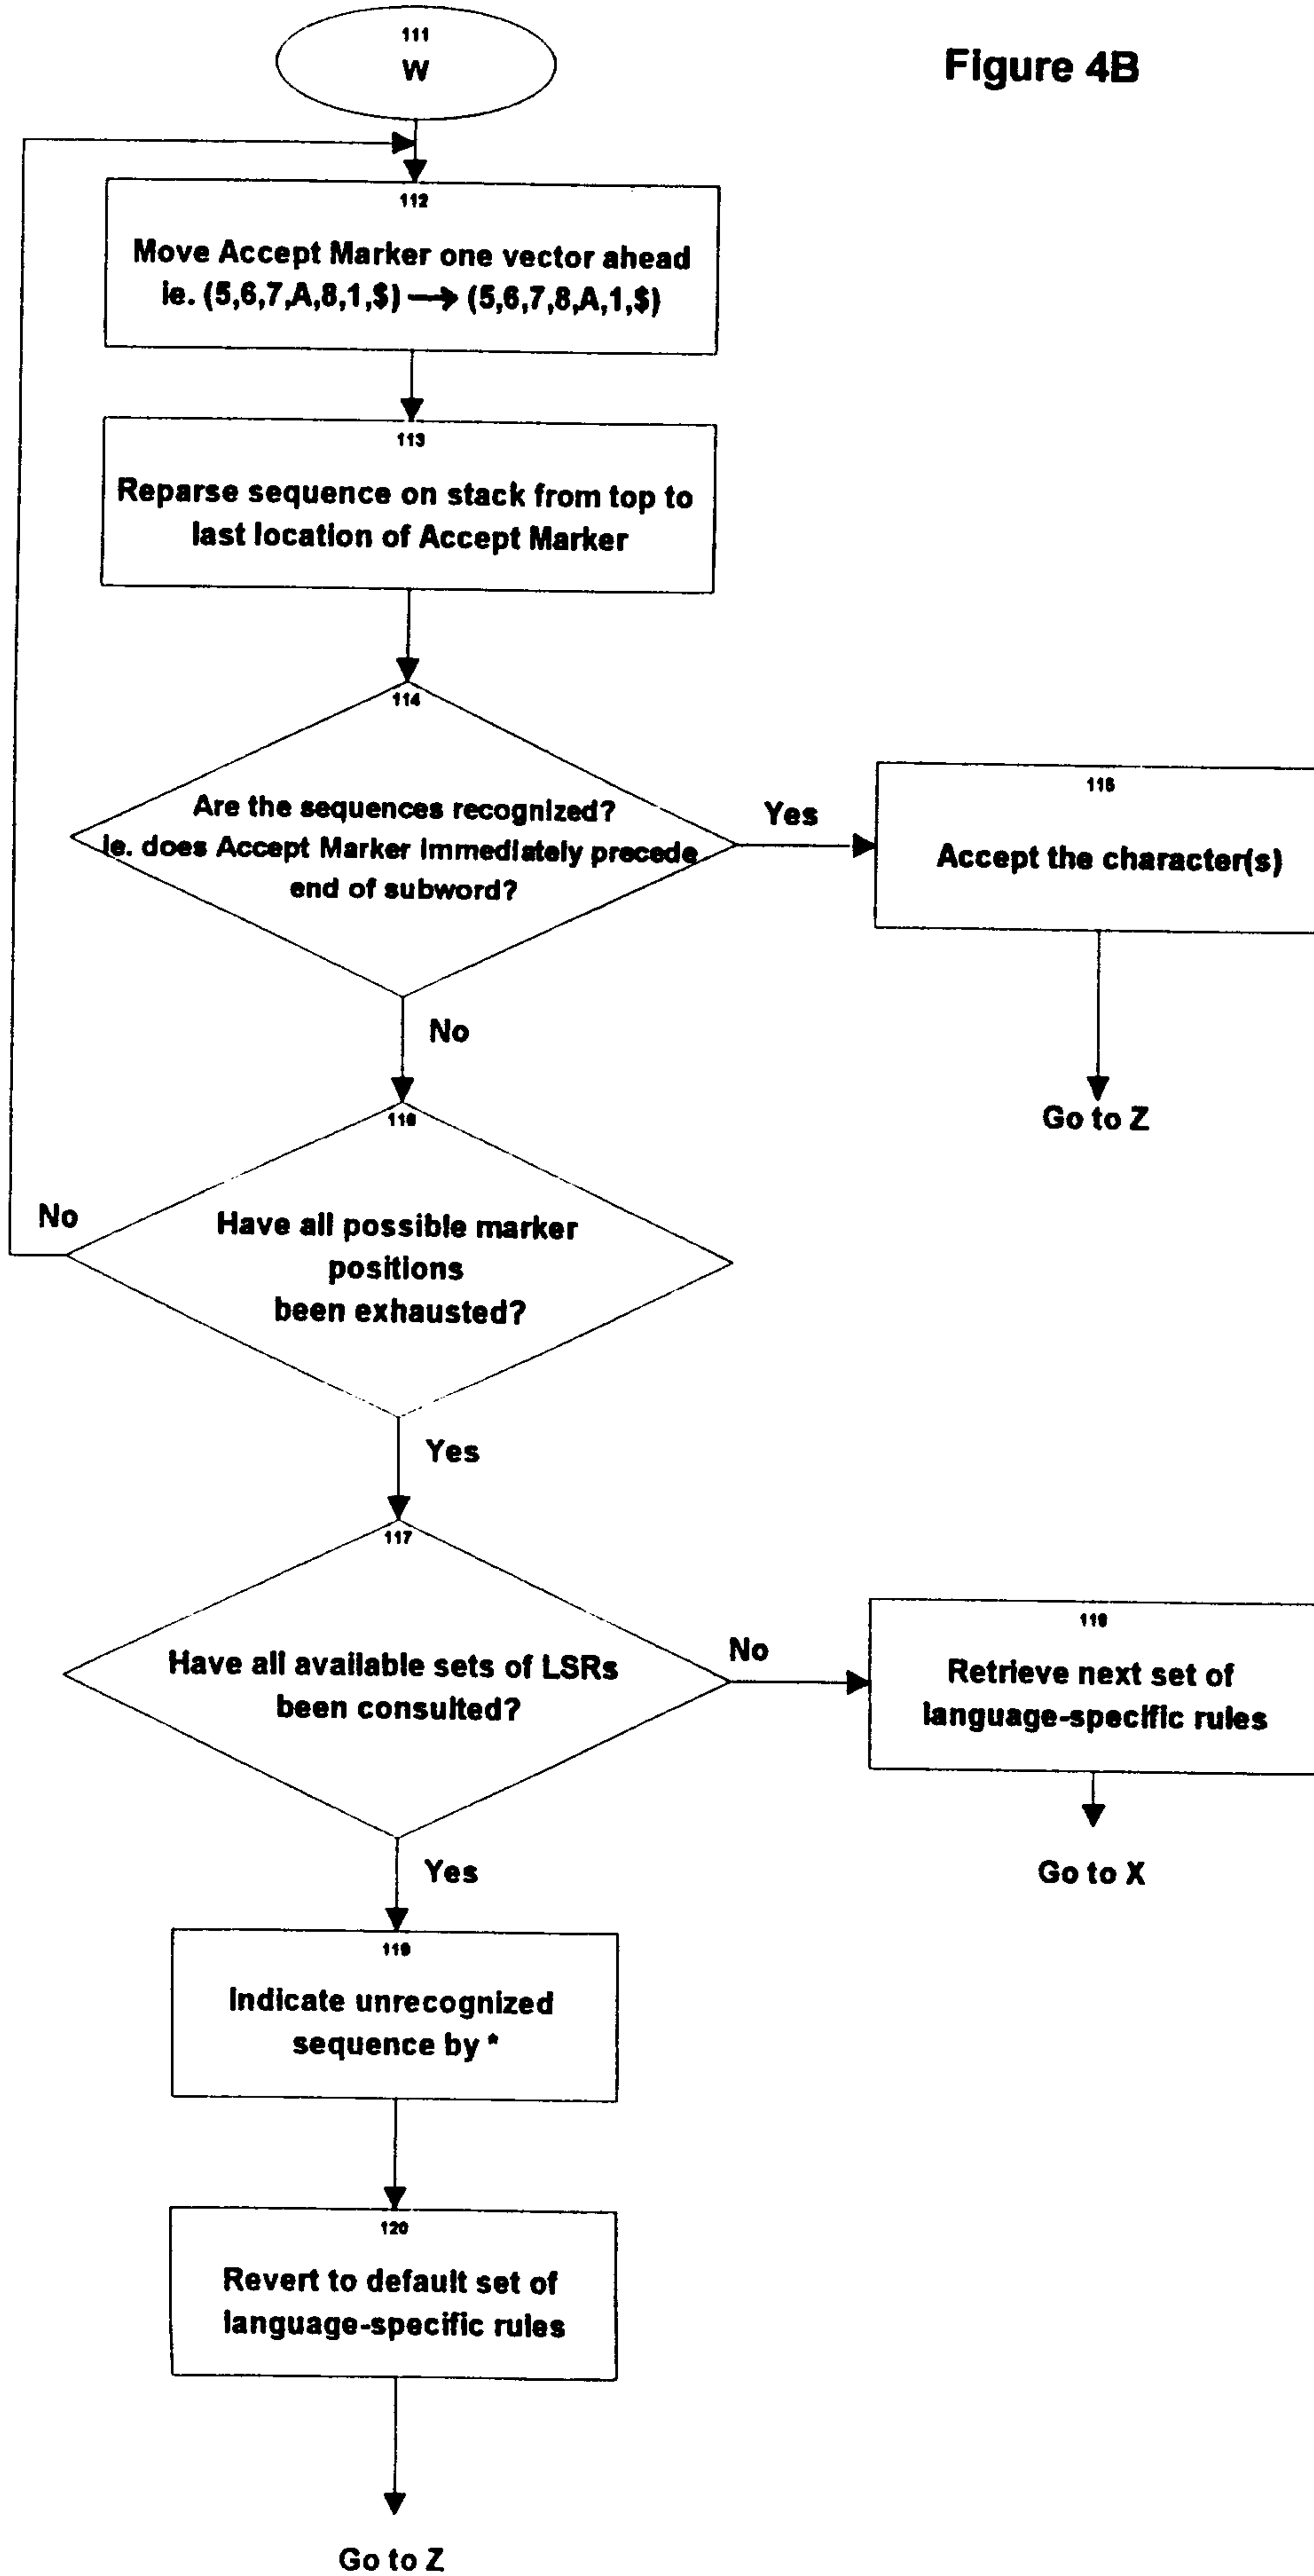 Figure 4B
111
W
112
Move Accept Marker one vector ahead
ie. (5,6,7,A,8,1,$) → (5,6,7,8,A,1,$)
113
Reparse sequence on stack from top to
last location of Accept Marker
114
Are the sequences recognized?
ie. does Accept Marker immediately precede
end of subword?
Yes
115
Accept the character(s)
Go to Z
No
116
Have all possible marker
positions
been exhausted?
No
Yes
117
Have all available sets of LSRs
been consulted?
No
118
Retrieve next set of
language-specific rules
Go to X
Yes
119
Indicate unrecognized
sequence by *
120
Revert to default set of
language-specific rules
Go to Z